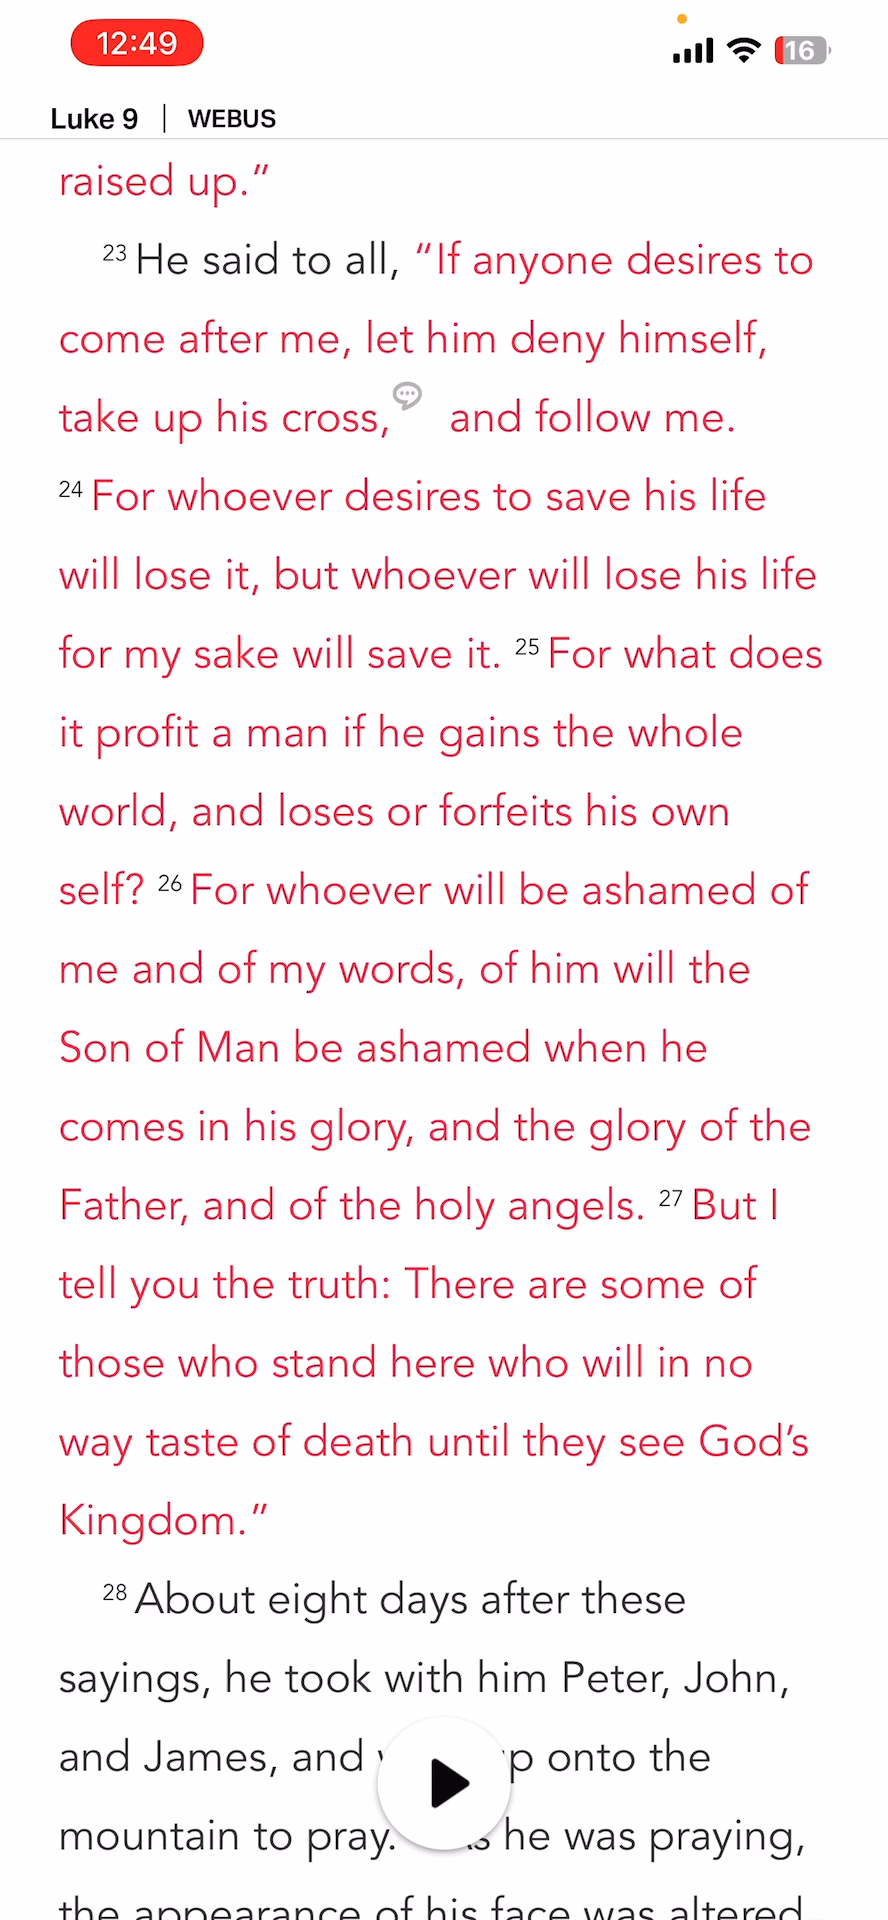 12:49
16
Luke 9 | WEBUS
raised up.”
23 He said to all, “If anyone desires to
come after me, let him deny himself,
take up his cross, and follow me.
24 For whoever desires to save his life
will lose it, but whoever will lose his life
for my sake will save it. 25 For what does
it profit a man if he gains the whole
world, and loses or forfeits his own
self? 26 For whoever will be ashamed of
me and of my words, of him will the
Son of Man be ashamed when he
comes in his glory, and the glory of the
Father, and of the holy angels. 27 But I
tell you the truth: There are some of
those who stand here who will in no
way taste of death until they see God’s
Kingdom.”
28 About eight days after these
sayings, he took with him Peter, John,
and James, and onto the
mountain to pray. he was praying,
the appearance of his face was altered